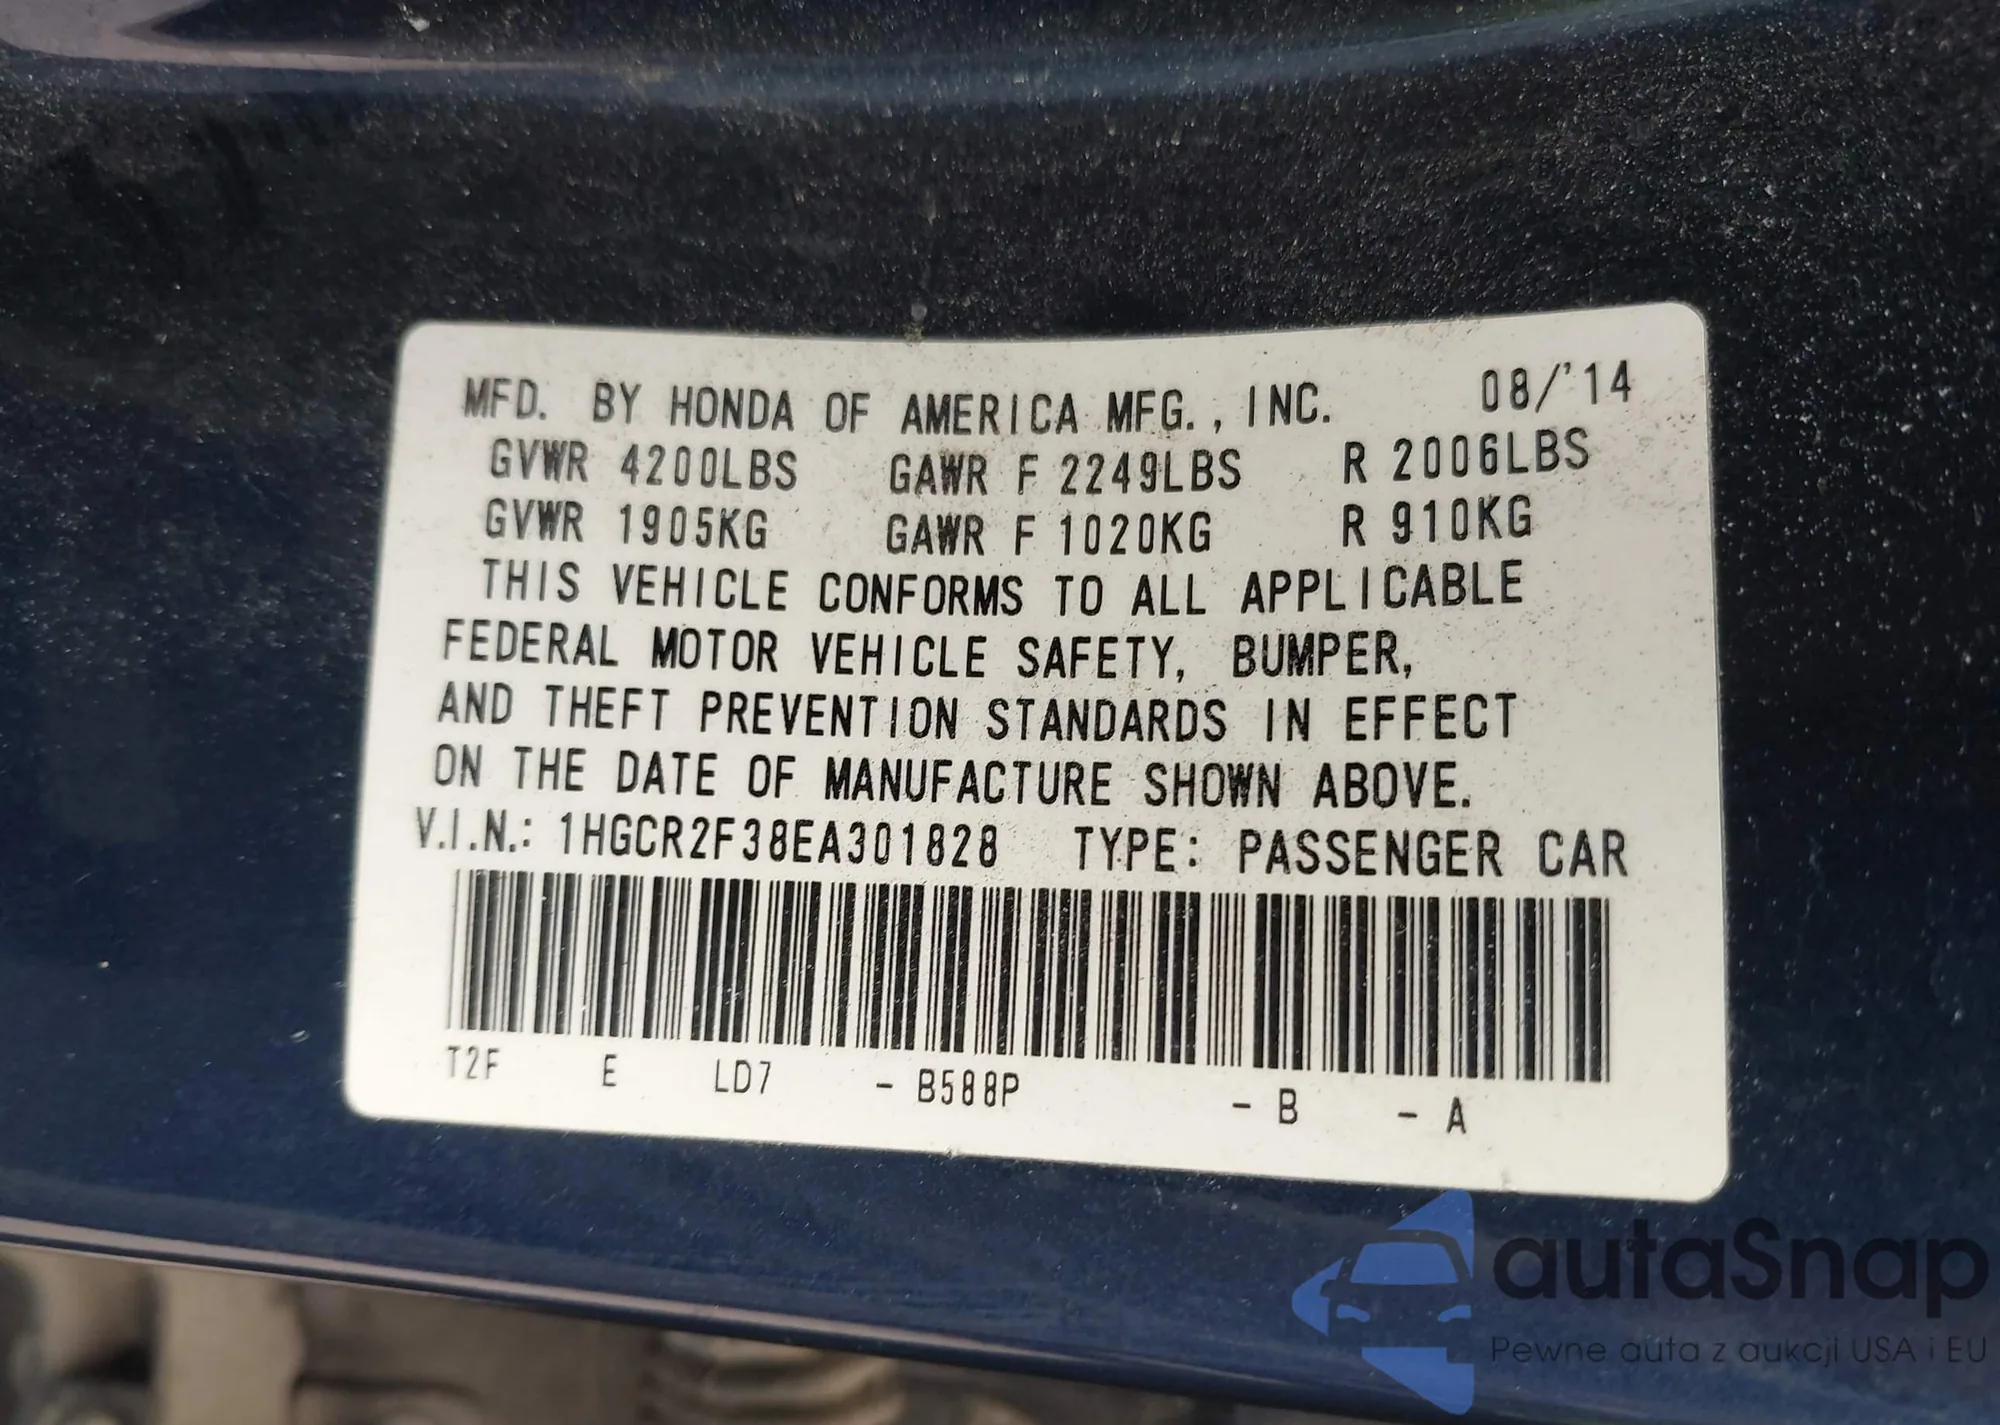 MFD. BY HONDA OF AMERICA MFG., INC. 08/'14
GVWR 4200LBS GAWR F 2249LBS R 2006LBS
GVWR 1905KG GAWR F 1020KG R 910KG
THIS VEHICLE CONFORMS TO ALL APPLICABLE
FEDERAL MOTOR VEHICLE SAFETY, BUMPER,
AND THEFT PREVENTION STANDARDS IN EFFECT
ON THE DATE OF MANUFACTURE SHOWN ABOVE.
V.I.N.: 1HGCR2F38EA301828 TYPE: PASSENGER CAR
T2F E LD7 - B588P - B - A
autaSnap
Pewne auta z aukcji USA i EU